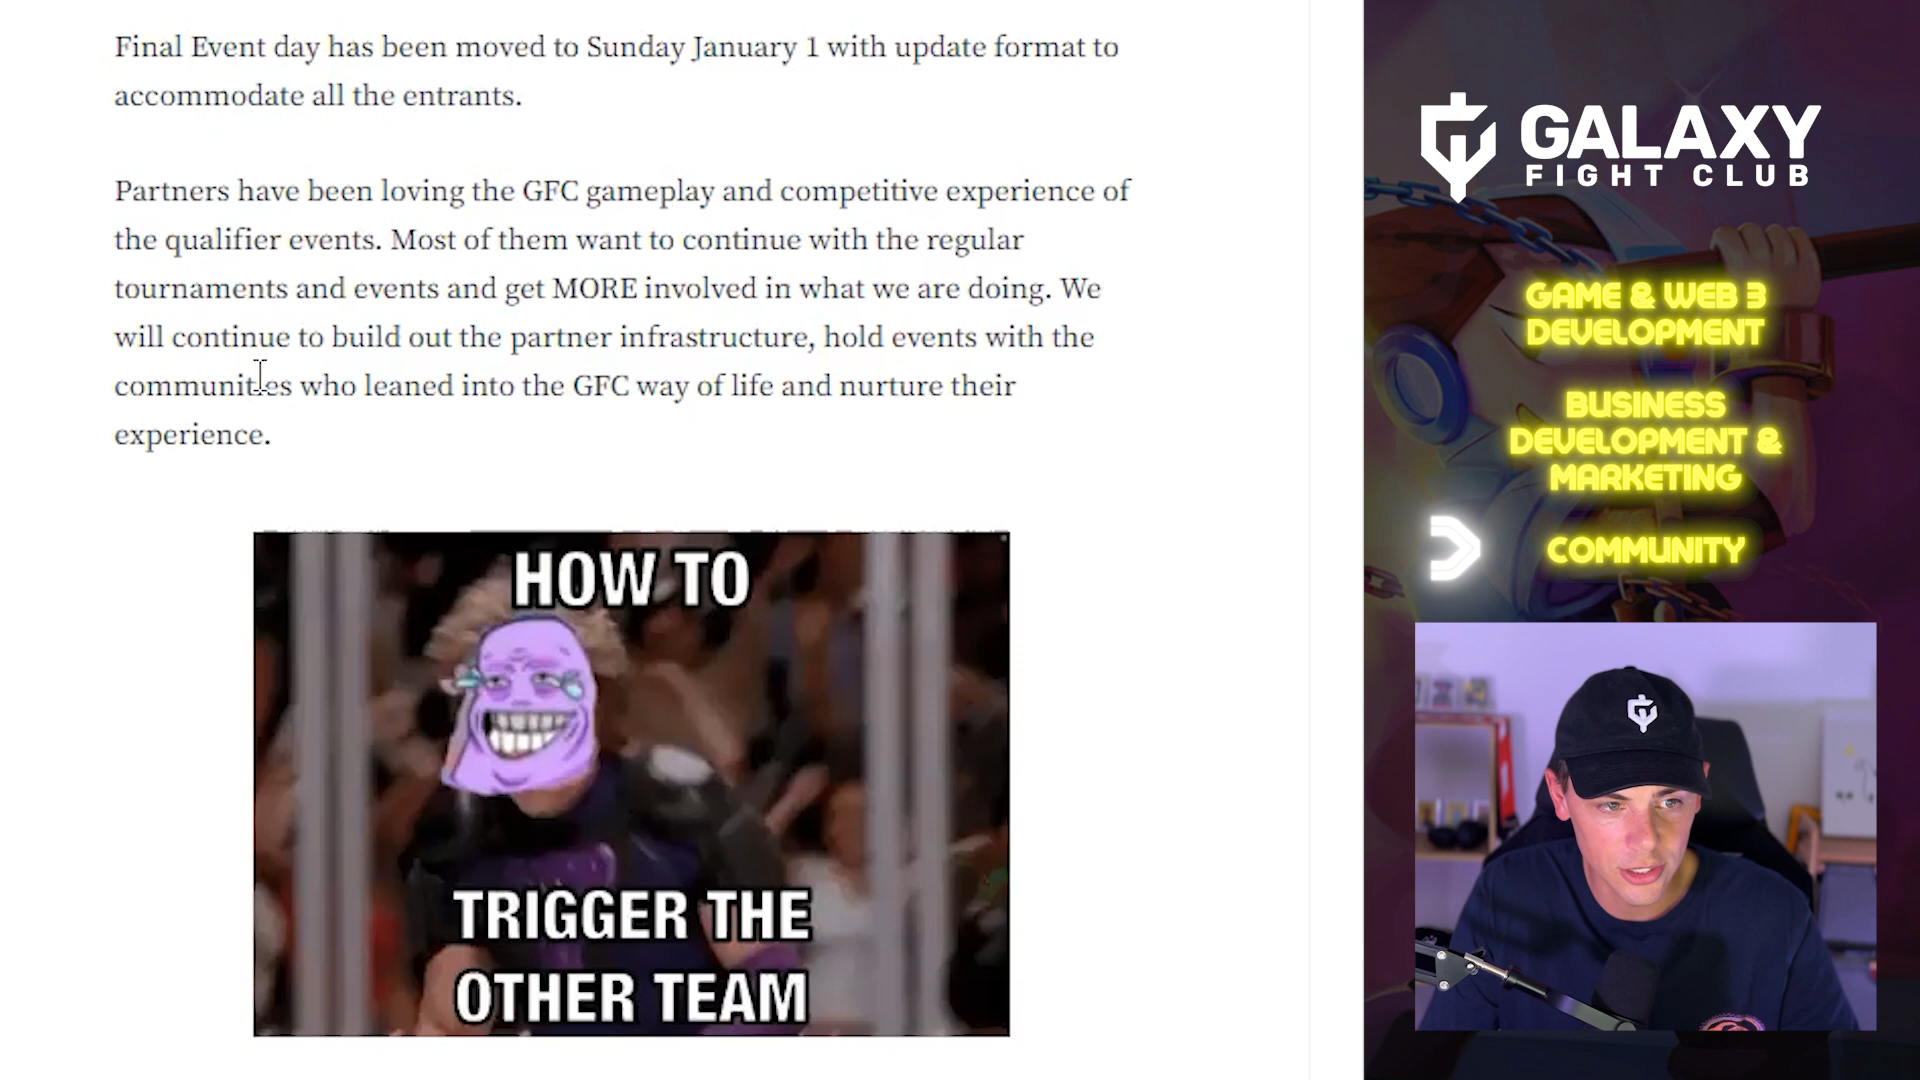 Final Event day has been moved to Sunday January 1 with update format to
accommodate all the entrants.
Partners have been loving the GFC gameplay and competitive experience of
the qualifier events. Most of them want to continue with the regular
tournaments and events and get MORE involved in what we are doing. We
will continue to build out the partner infrastructure, hold events with the
communities who leaned into the GFC way of life and nurture their
experience.
HOW TO
TRIGGER THE
OTHER TEAM
GALAXY
FIGHT CLUB
GAME & WEB 3
DEVELOPMENT
BUSINESS
DEVELOPMENT &
MARKETING
COMMUNITY